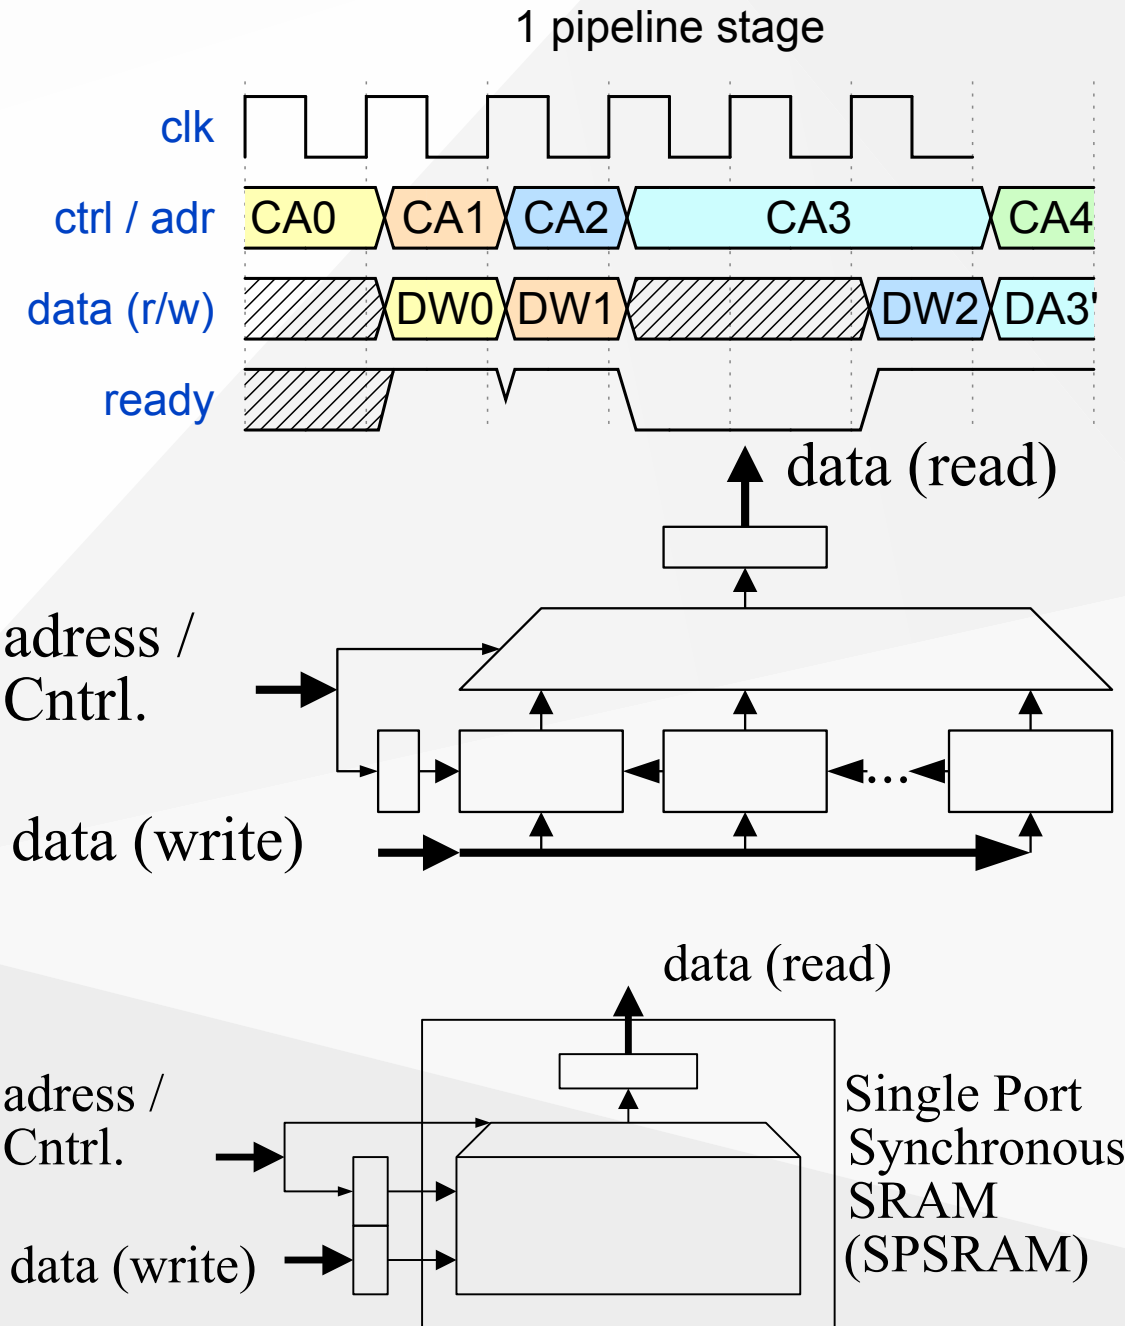 1 pipeline stage
clk
ctrl / adr CA0 CA1 CA2 CA3 CA4
data (r/w) DW0 DW1 DW2 DA3'
ready
data (read)
adress /
Cntrl.
...
data (write)
data (read)
adress /
Cntrl.
data (write)
Single Port
Synchronous
SRAM
(SPSRAM)